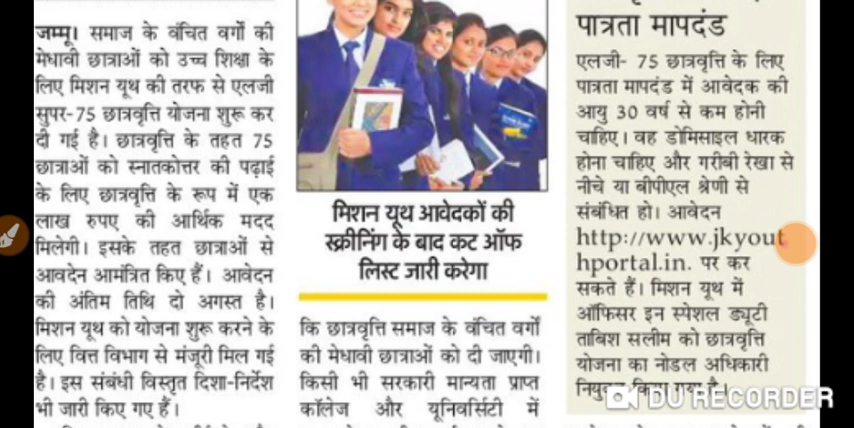 जम्मू। समाज के वंचित वर्गों की
मेधावी छात्राओं को उच्च शिक्षा के
लिए मिशन यूथ की तरफ से एलजी
सुपर-75 छात्रवृत्ति योजना शुरू कर
दी गई है। छात्रवृत्ति के तहत 75
छात्राओं को स्नातकोत्तर की पढ़ाई
के लिए छात्रवृत्ति के रूप में एक
लाख रुपए की आर्थिक मदद
मिलेगी। इसके तहत छात्राओं से
आवदेन आमंत्रित किए हैं। आवेदन
की अंतिम तिथि दो अगस्त है।
मिशन यूथ को योजना शुरू करने के
लिए वित्त विभाग से मंजूरी मिल गई
है। इस संबंधी विस्तृत दिशा-निर्देश
भी जारी किए गए हैं।
मिशन यूथ आवेदकों की
स्क्रीनिंग के बाद कट ऑफ
लिस्ट जारी करेगा
कि छात्रवृत्ति समाज के वंचित वर्गों
की मेधावी छात्राओं को दी जाएगी।
किसी भी सरकारी मान्यता प्राप्त
कॉलेज और यूनिवर्सिटी में
पात्रता मापदंड
एलजी- 75 छात्रवृत्ति के लिए
पात्रता मापदंड में आवेदक की
आयु 30 वर्ष से कम होनी
चाहिए। वह डोमिसाइल धारक
होना चाहिए और गरीबी रेखा से
नीचे या बीपीएल श्रेणी से
संबंधित हो। आवेदन
http://www.jkyout
hportal.in. पर कर
सकते हैं। मिशन यूथ में
ऑफिसर इन स्पेशल ड्यूटी
ताबिश सलीम को छात्रवृत्ति
योजना का नोडल अधिकारी
नियुक्त किया गया है।
DU RECORDER